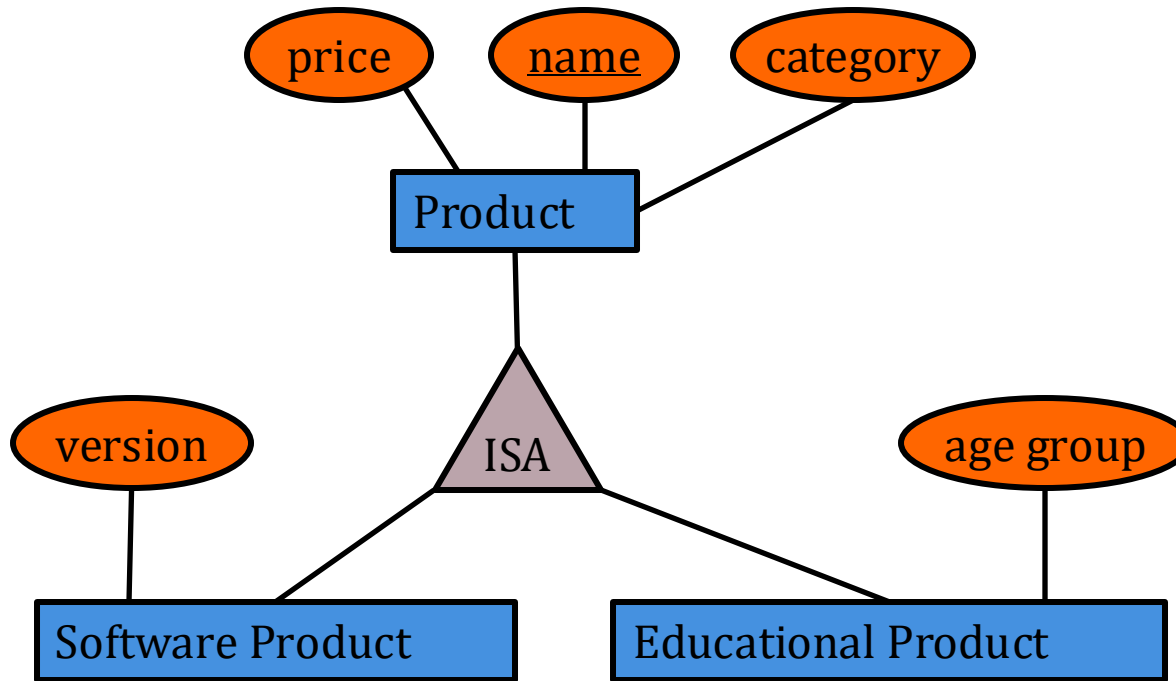 price
name
category
Product
version
ISA
age group
Software Product
Educational Product